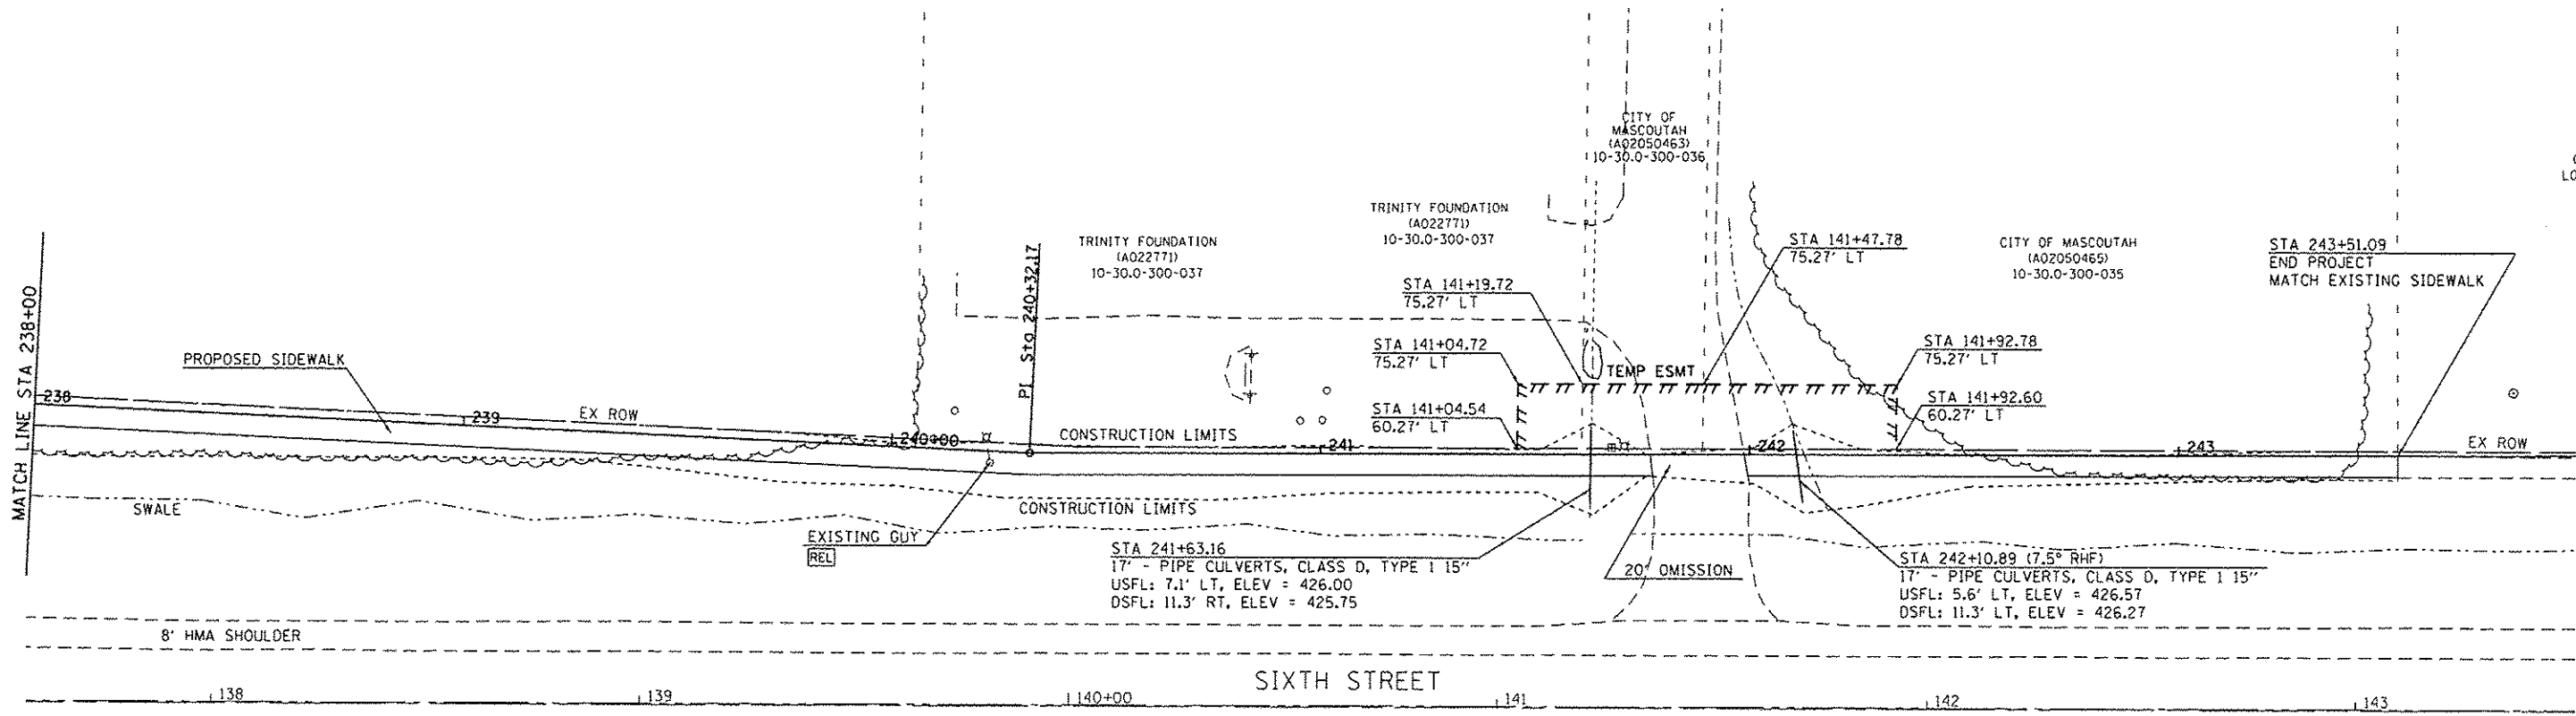 MATCH LINE STA 238+00
PROPOSED SIDEWALK
238
239
EX ROW
240+00
SWALE
EXISTING GUY
REL
PI Sta 240+32.17
TRINITY FOUNDATION
(A02277)
10-30.0-300-037
CONSTRUCTION LIMITS
241
CONSTRUCTION LIMITS
TRINITY FOUNDATION
(A02277)
10-30.0-300-037
CITY OF
MASCOUTAH
(A02050463)
10-30.0-300-036
STA 141+19.72
75.27' LT
STA 141+04.72
75.27' LT
STA 141+04.54
60.27' LT
TEMP ESMT
STA 141+47.78
75.27' LT
CITY OF MASCOUTAH
(A02050465)
10-30.0-300-035
STA 141+92.78
75.27' LT
STA 141+92.60
60.27' LT
STA 243+51.09
END PROJECT
MATCH EXISTING SIDEWALK
242
243
EX ROW
STA 241+63.16
17' - PIPE CULVERTS, CLASS D, TYPE 1 15"
USFL: 7.1' LT, ELEV = 426.00
DSFL: 11.3' RT, ELEV = 425.75
20' OMISSION
STA 242+10.89 (7.5° RHF)
17' - PIPE CULVERTS, CLASS D, TYPE 1 15"
USFL: 5.6' LT, ELEV = 426.57
DSFL: 11.3' LT, ELEV = 426.27
8' HMA SHOULDER
SIXTH STREET
138
139
140+00
141
142
143